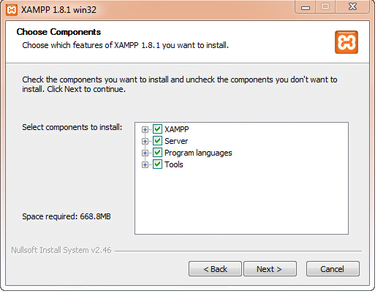 XAMPP 1.8.1 win32
Choose Components
Choose which features of XAMPP 1.8.1 you want to install.
Check the components you want to install and uncheck the components you don't want to
install. Click Next to continue.
Select components to install:
XAMPP
Server
Program languages
Tools
Space required: 668.8MB
Nullsoft Install System v2.46
< Back
Next >
Cancel